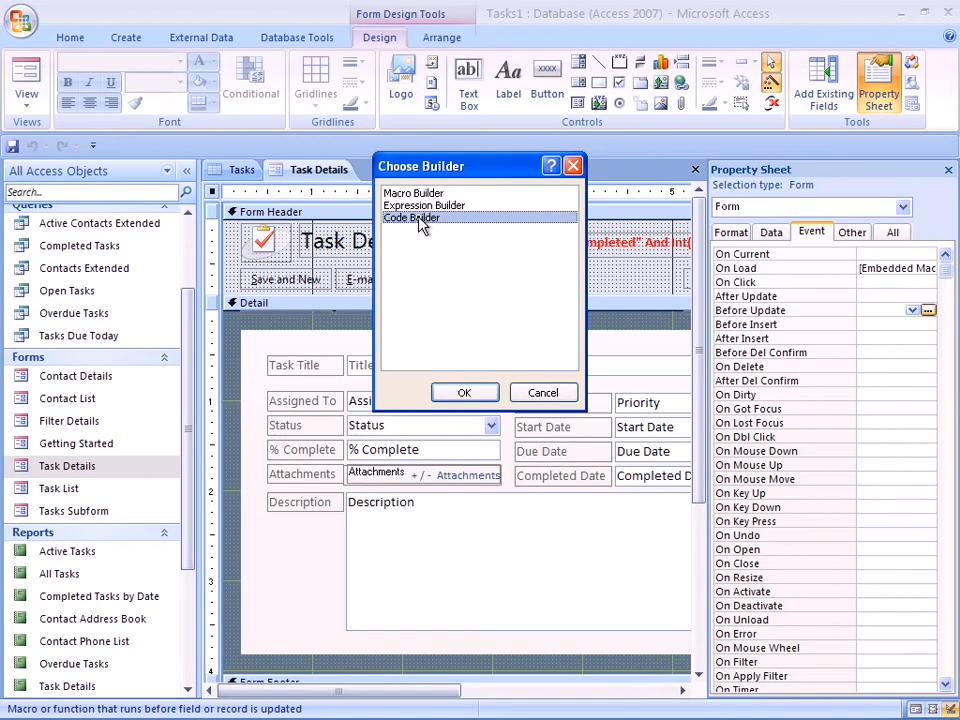 Form Design Tools
Tasks1 : Database (Access 2007) - Microsoft Access
Home
Create
External Data
Database Tools
Design
Arrange
View
Views
B I U
A
Conditional
Font
Gridlines
Gridlines
Logo
ab|
Text
Box
Aa
Label
XXXX
Button
Controls
Add Existing
Fields
Property
Sheet
Tools
All Access Objects
Search...
Queries
Active Contacts Extended
Completed Tasks
Contacts Extended
Open Tasks
Overdue Tasks
Tasks Due Today
Forms
Contact Details
Contact List
Filter Details
Getting Started
Task Details
Task List
Tasks Subform
Reports
Active Tasks
All Tasks
Completed Tasks by Date
Contact Address Book
Contact Phone List
Overdue Tasks
Task Details
Tasks
Task Details
1
5
Form Header
Task De
mpleted" And Int(
Save and New
E-ma
Detail
Task Title
Title
Assigned To
Assi
Priority
Status
Status
Start Date
Start Date
% Complete
% Complete
Due Date
Due Date
Attachments
Attachments
+ / - Attachments
Completed Date
Completed D
Description
Description
1
2
3
4
Form Footer
Choose Builder
Macro Builder
Expression Builder
Code Builder
OK
Cancel
Property Sheet
Selection type: Form
Form
Format
Data
Event
Other
All
On Current
On Load
[Embedded Mac
On Click
After Update
Before Update
Before Insert
After Insert
Before Del Confirm
On Delete
After Del Confirm
On Dirty
On Got Focus
On Lost Focus
On Dbl Click
On Mouse Down
On Mouse Up
On Mouse Move
On Key Up
On Key Down
On Key Press
On Undo
On Open
On Close
On Resize
On Activate
On Deactivate
On Unload
On Error
On Mouse Wheel
On Filter
On Apply Filter
On Timer
Macro or function that runs before field or record is updated